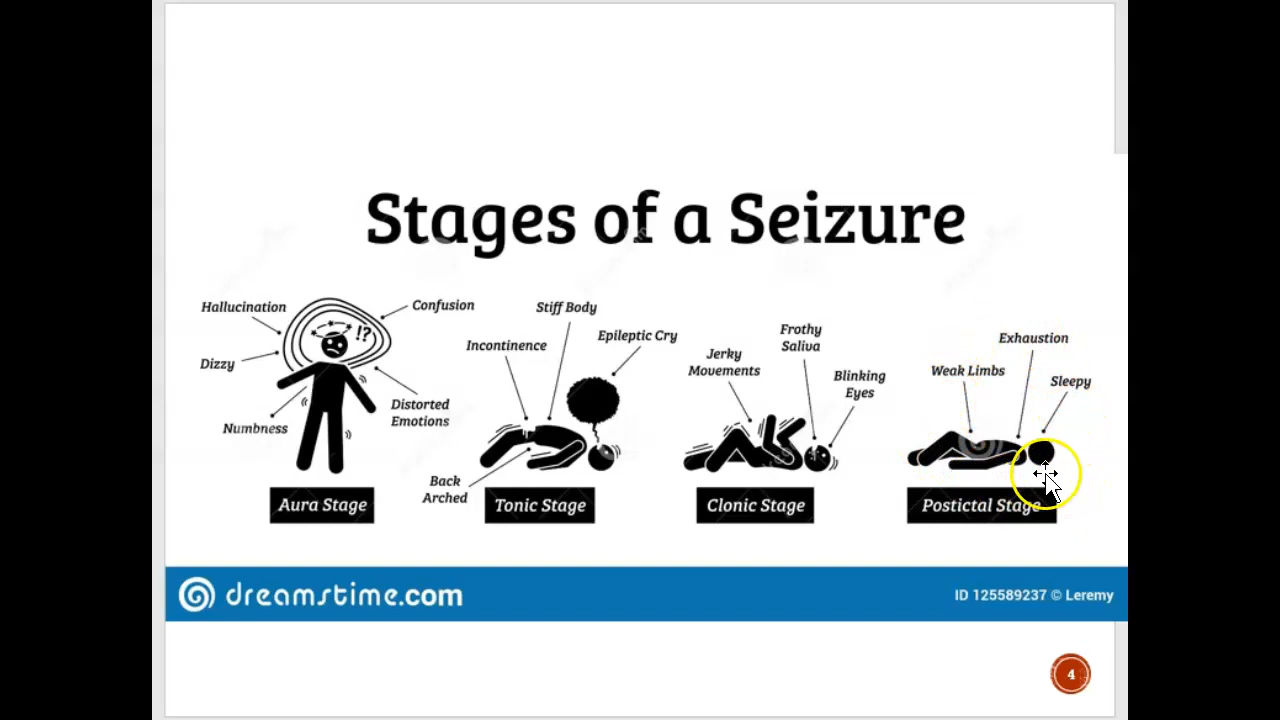 Stages of a Seizure
Hallucination
Confusion
!?
Dizzy
Numbness
Distorted
Emotions
Aura Stage
Stiff Body
Epileptic Cry
Incontinence
Back
Arched
Tonic Stage
Frothy
Saliva
Jerky
Movements
Blinking
Eyes
Clonic Stage
Exhaustion
Weak Limbs
Sleepy
Postictal Stage
dreamstime.com
ID 125589237 © Leremy
4